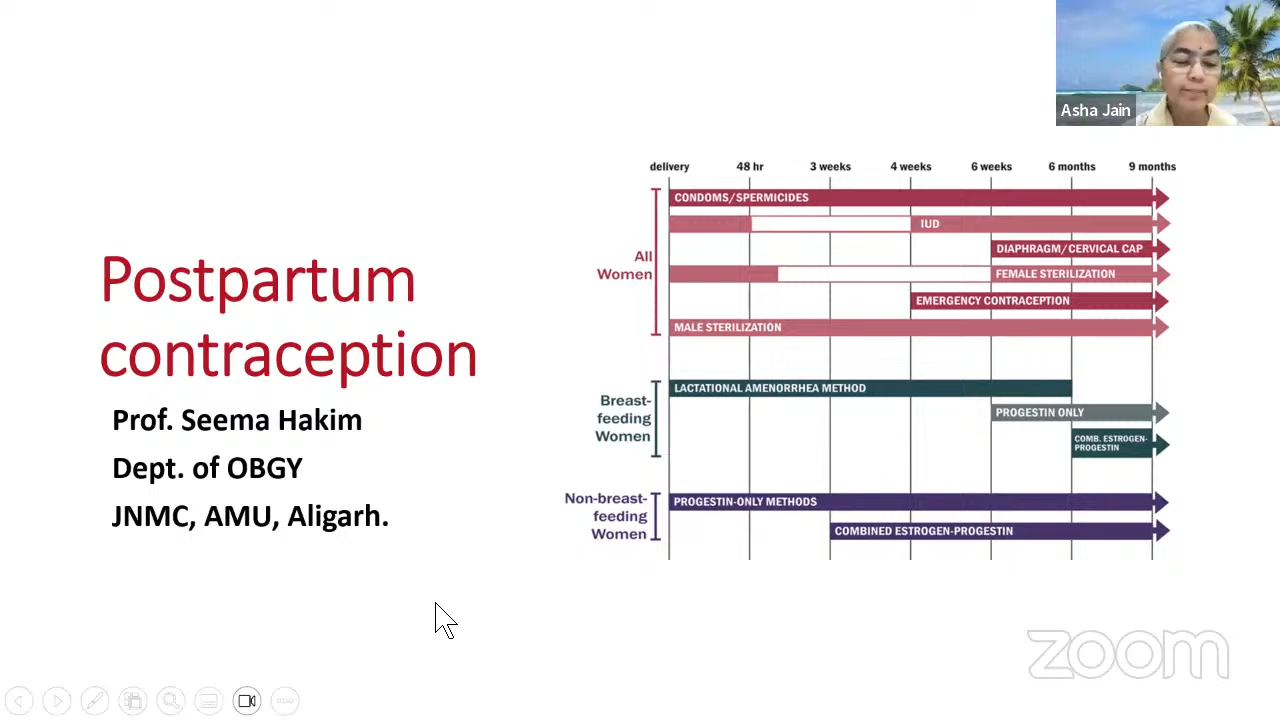 Asha Jain
Postpartum
contraception
Prof. Seema Hakim
Dept. of OBGY
JNMC, AMU, Aligarh.
delivery 48 hr 3 weeks 4 weeks 6 weeks 6 months 9 months
All
Women
CONDOMS/SPERMICIDES
IUD
DIAPHRAGM/CERVICAL CAP
FEMALE STERILIZATION
EMERGENCY CONTRACEPTION
MALE STERILIZATION
Breast-
feeding
Women
LACTATIONAL AMENORRHEA METHOD
PROGESTIN ONLY
COMB. ESTROGEN-
PROGESTIN
Non-breast-
feeding
Women
PROGESTIN-ONLY METHODS
COMBINED ESTROGEN-PROGESTIN
zoom